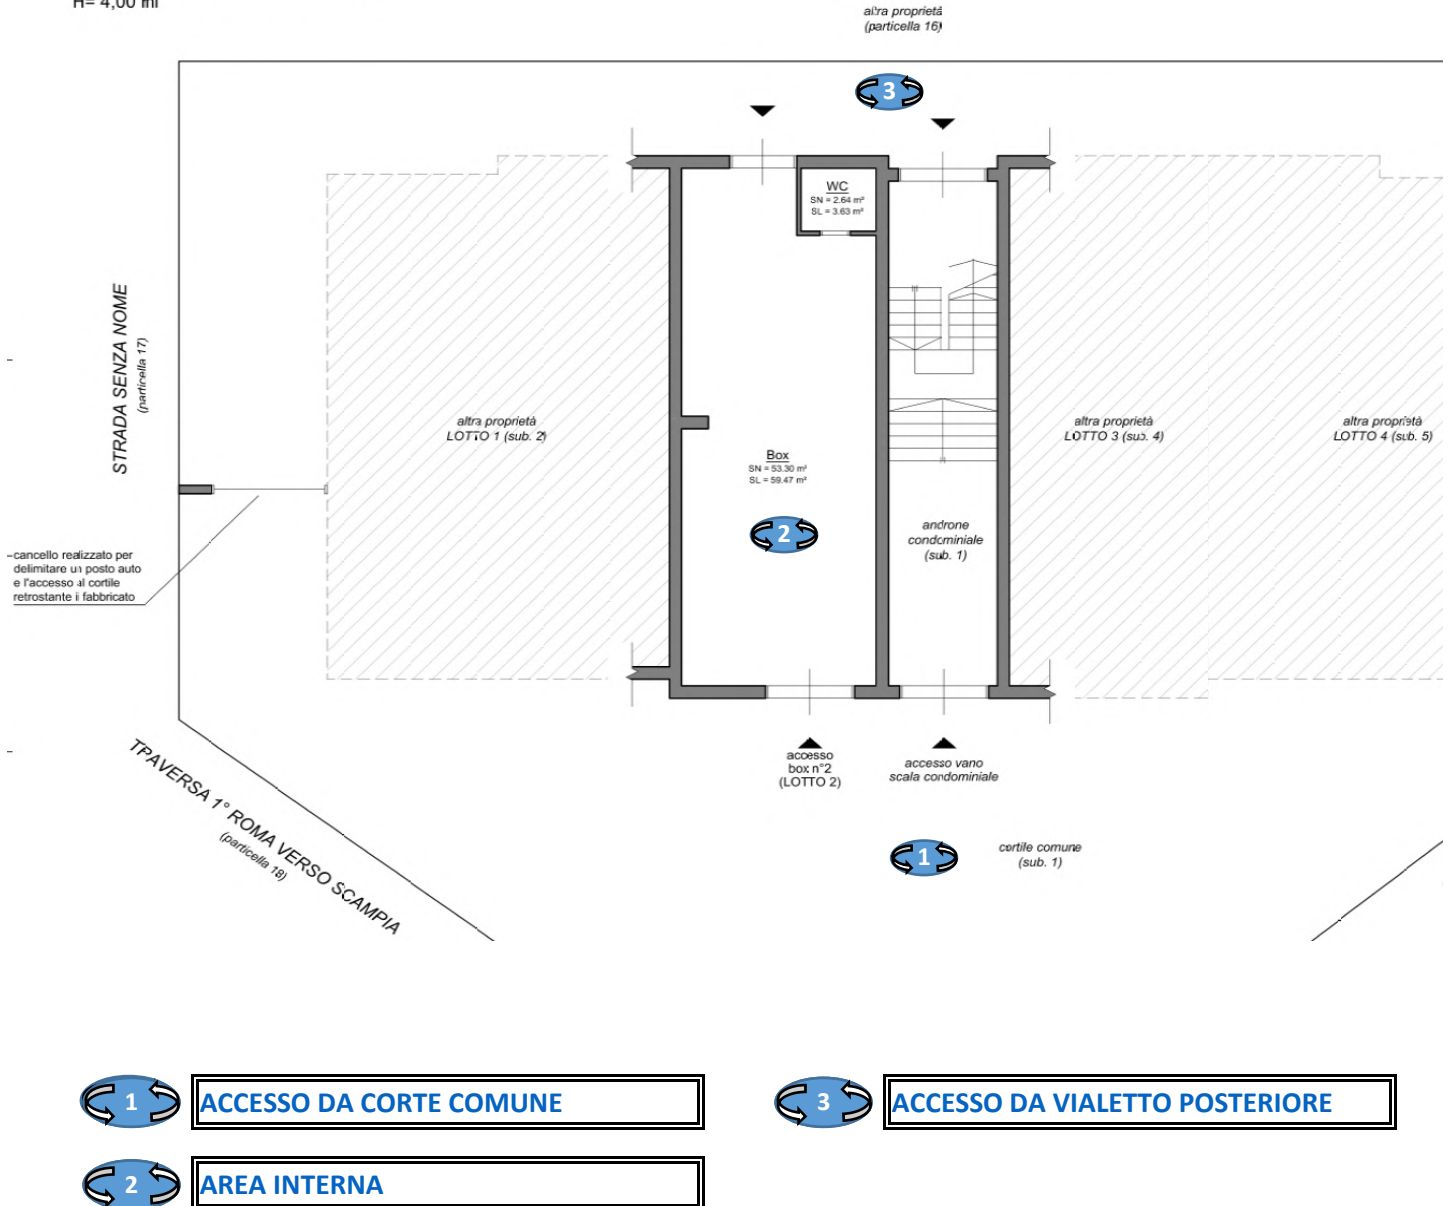 H= 4,00 ml
altra proprietà
(particella 16)
3
WC
SN = 2.64 m²
SL = 3.63 m²
STRADA SENZA NOME
(particella 17)
altra proprietà
LOTTO 1 (sub. 2)
altra proprietà
LOTTO 3 (sub. 4)
altra proprietà
LOTTO 4 (sub. 5)
Box
SN = 53.30 m²
SL = 59.47 m²
2
androne
condominiale
(sub. 1)
cancello realizzato per
delimitare un posto auto
e l'accesso al cortile
retrostante il fabbricato
accesso
box n°2
(LOTTO 2)
accesso vano
scala condominiale
TRAVERSA 1° ROMA VERSO SCAMPIA
(particella 18)
1
cortile comune
(sub. 1)
1 ACCESSO DA CORTE COMUNE
3 ACCESSO DA VIALETTO POSTERIORE
2 AREA INTERNA